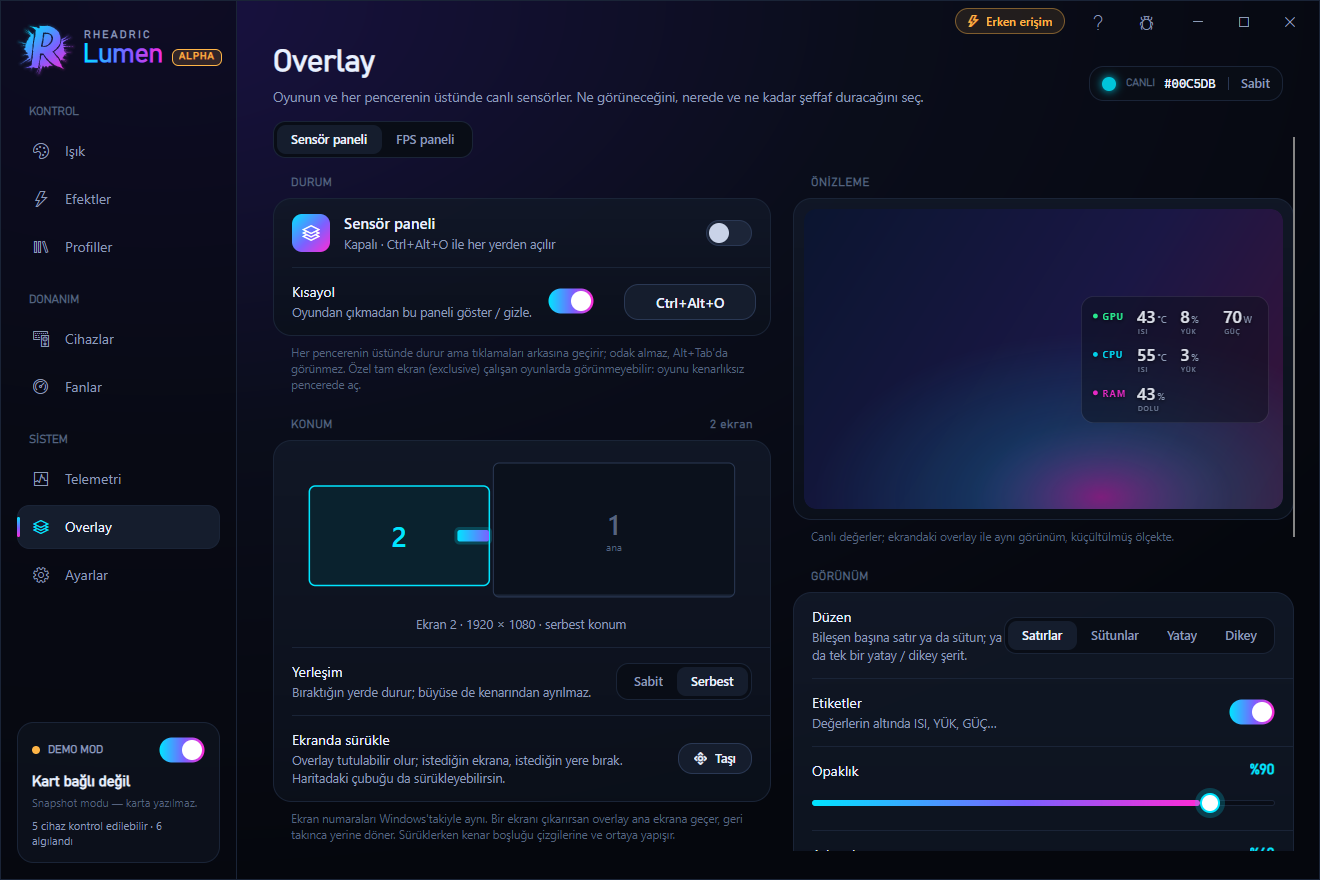 RHEADRIC
Lumen
ALPHA
KONTROL
Işık
Efektler
Profiller
DONANIM
Cihazlar
Fanlar
SİSTEM
Telemetri
Overlay
Ayarlar
DEMO MOD
Kart bağlı değil
Snapshot modu — karta yazılmaz.
5 cihaz kontrol edilebilir · 6
algılandı
Erken erişim
Overlay
Oyunun ve her pencerenin üstünde canlı sensörler. Ne görüneceğini, nerede ve ne kadar şeffaf duracağını seç.
CANLI #00C5DB Sabit
Sensör paneli FPS paneli
DURUM
Sensör paneli
Kapalı · Ctrl+Alt+O ile her yerden açılır
Kısayol
Oyundan çıkmadan bu paneli göster / gizle.
Ctrl+Alt+O
Her pencerenin üstünde durur ama tıklamaları arkasına geçirir; odak almaz, Alt+Tab'da
görünmez. Özel tam ekran (exclusive) çalışan oyunlarda görünmeyebilir: oyunu kenarlıksız
pencerede aç.
KONUM 2 ekran
2
1
ana
Ekran 2 · 1920 × 1080 · serbest konum
Yerleşim
Bıraktığın yerde durur; büyüse de kenarından ayrılmaz.
Sabit Serbest
Ekranda sürükle
Overlay tutulabilir olur; istediğin ekrana, istediğin yere bırak.
Haritadaki çubuğu da sürükleyebilirsin.
Taşı
Ekran numaraları Windows'takiyle aynı. Bir ekranı çıkarırsan overlay ana ekrana geçer, geri
takınca yerine döner. Sürüklerken kenar boşluğu çizgilerine ve ortaya yapışır.
ÖNİZLEME
GPU 43°C 8% 70W
ISI YÜK GÜÇ
CPU 55°C 3%
ISI YÜK
RAM 43%
DOLU
Canlı değerler; ekrandaki overlay ile aynı görünüm, küçültülmüş ölçekte.
GÖRÜNÜM
Düzen
Bileşen başına satır ya da sütun; ya
da tek bir yatay / dikey şerit.
Satırlar Sütunlar Yatay Dikey
Etiketler
Değerlerin altında ISI, YÜK, GÜÇ...
Opaklık %90